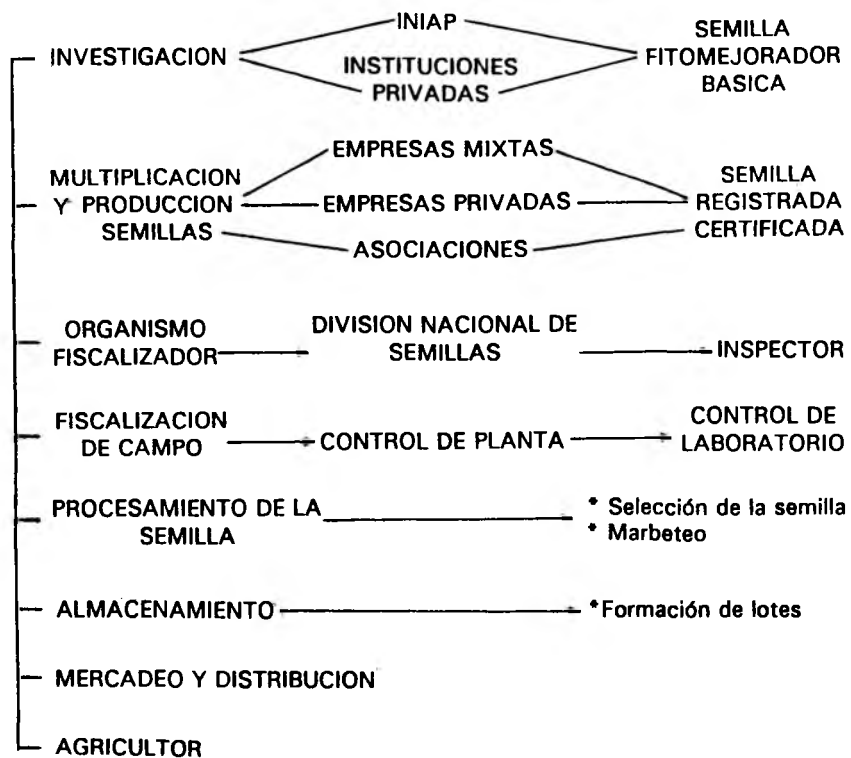 INVESTIGACION
INIAP
INSTITUCIONES
PRIVADAS
SEMILLA
FITOMEJORADOR
BASICA
MULTIPLICACION
Y PRODUCCION
SEMILLAS
EMPRESAS MIXTAS
EMPRESAS PRIVADAS
ASOCIACIONES
SEMILLA
REGISTRADA
CERTIFICADA
ORGANISMO
FISCALIZADOR
DIVISION NACIONAL DE
SEMILLAS
INSPECTOR
FISCALIZACION
DE CAMPO
CONTROL DE PLANTA
CONTROL DE
LABORATORIO
PROCESAMIENTO DE LA
SEMILLA
* Selección de la semilla
* Marbeteo
ALMACENAMIENTO
*Formación de lotes
MERCADEO Y DISTRIBUCION
AGRICULTOR